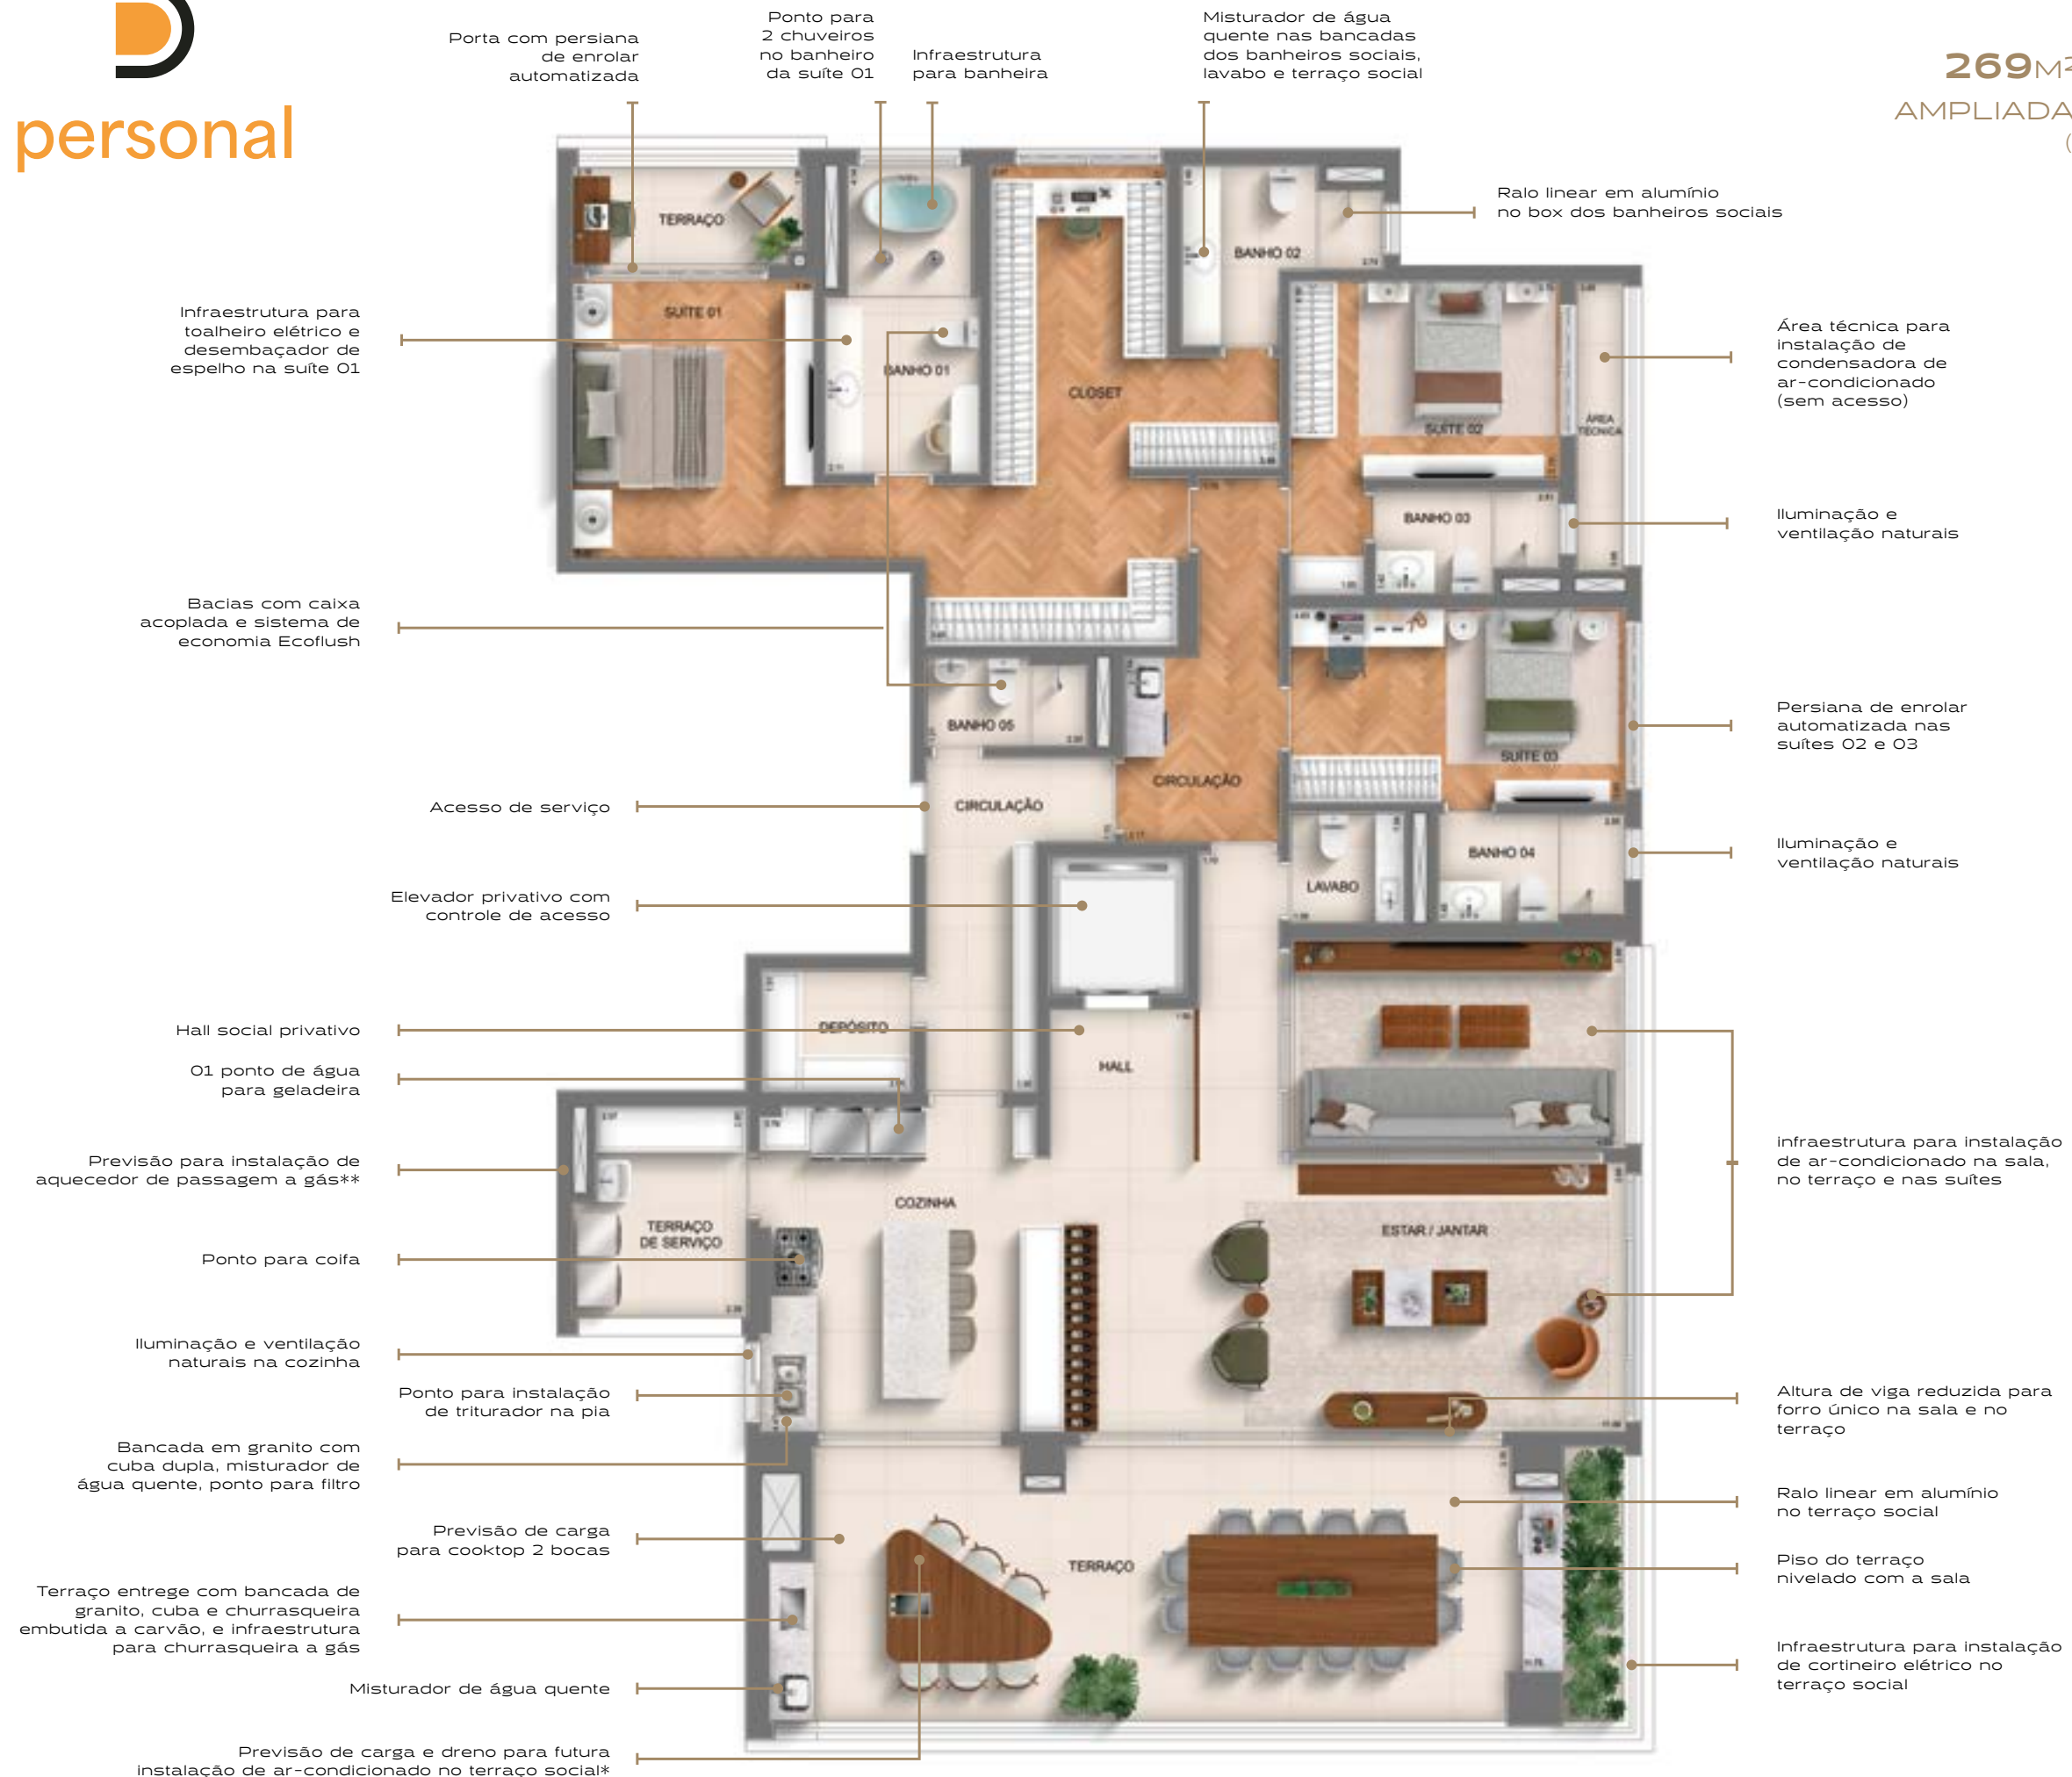 personal
269M²
AMPLIADA
(
Porta com persiana
de enrolar
automatizada
Ponto para
2 chuveiros
no banheiro
da suíte 01
Infraestrutura
para banheira
Misturador de água
quente nas bancadas
dos banheiros sociais,
lavabo e terraço social
Ralo linear em alumínio
no box dos banheiros sociais
Infraestrutura para
toalheiro elétrico e
desembaçador de
espelho na suíte 01
Área técnica para
instalação de
condensadora de
ar-condicionado
(sem acesso)
Iluminação e
ventilação naturais
Bacias com caixa
acoplada e sistema de
economia Ecoflush
Persiana de enrolar
automatizada nas
suítes 02 e 03
Acesso de serviço
Iluminação e
ventilação naturais
Elevador privativo com
controle de acesso
Hall social privativo
01 ponto de água
para geladeira
Previsão para instalação de
aquecedor de passagem a gás**
infraestrutura para instalação
de ar-condicionado na sala,
no terraço e nas suítes
Ponto para coifa
Iluminação e ventilação
naturais na cozinha
Ponto para instalação
de triturador na pia
Altura de viga reduzida para
forro único na sala e no
terraço
Bancada em granito com
cuba dupla, misturador de
água quente, ponto para filtro
Ralo linear em alumínio
no terraço social
Previsão de carga
para cooktop 2 bocas
Piso do terraço
nivelado com a sala
Terraço entrege com bancada de
granito, cuba e churrasqueira
embutida a carvão, e infraestrutura
para churrasqueira a gás
Infraestrutura para instalação
de cortineiro elétrico no
terraço social
Misturador de água quente
Previsão de carga e dreno para futura
instalação de ar-condicionado no terraço social*
TERRAÇO
SUÍTE 01
BANHO 01
CLOSET
BANHO 02
SUÍTE 02
ÁREA
TÉCNICA
BANHO 03
SUÍTE 03
BANHO 05
CIRCULAÇÃO
CIRCULAÇÃO
LAVABO
BANHO 04
DEPÓSITO
HALL
COZINHA
TERRAÇO
DE SERVIÇO
ESTAR / JANTAR
TERRAÇO